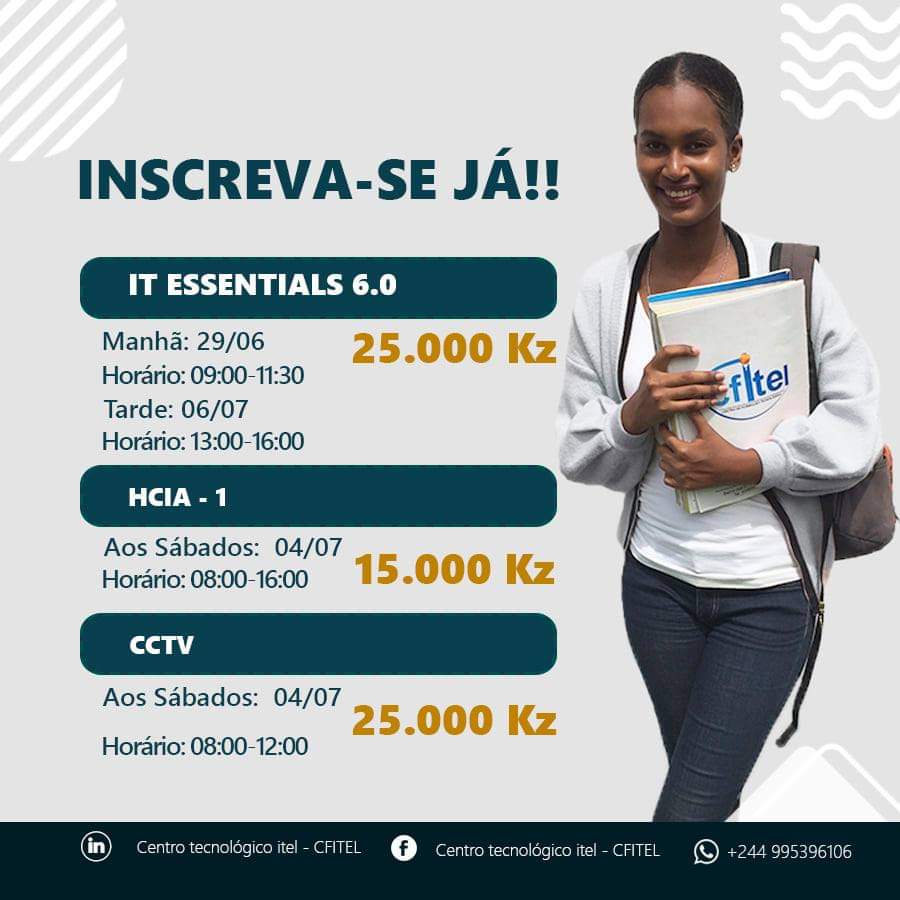 INSCREVA-SE JÁ!!
IT ESSENTIALS 6.0
Manhã: 29/06
25.000 Kz
Horário: 09:00-11:30
Tarde: 06/07
Horário: 13:00-16:00
HCIA - 1
Aos Sábados: 04/07
15.000 Kz
Horário: 08:00-16:00
CCTV
Aos Sábados: 04/07
25.000 Kz
Horário: 08:00-12:00
cfitel
in Centro tecnológico itel - CFITEL
f Centro tecnológico itel - CFITEL
+244 995396106